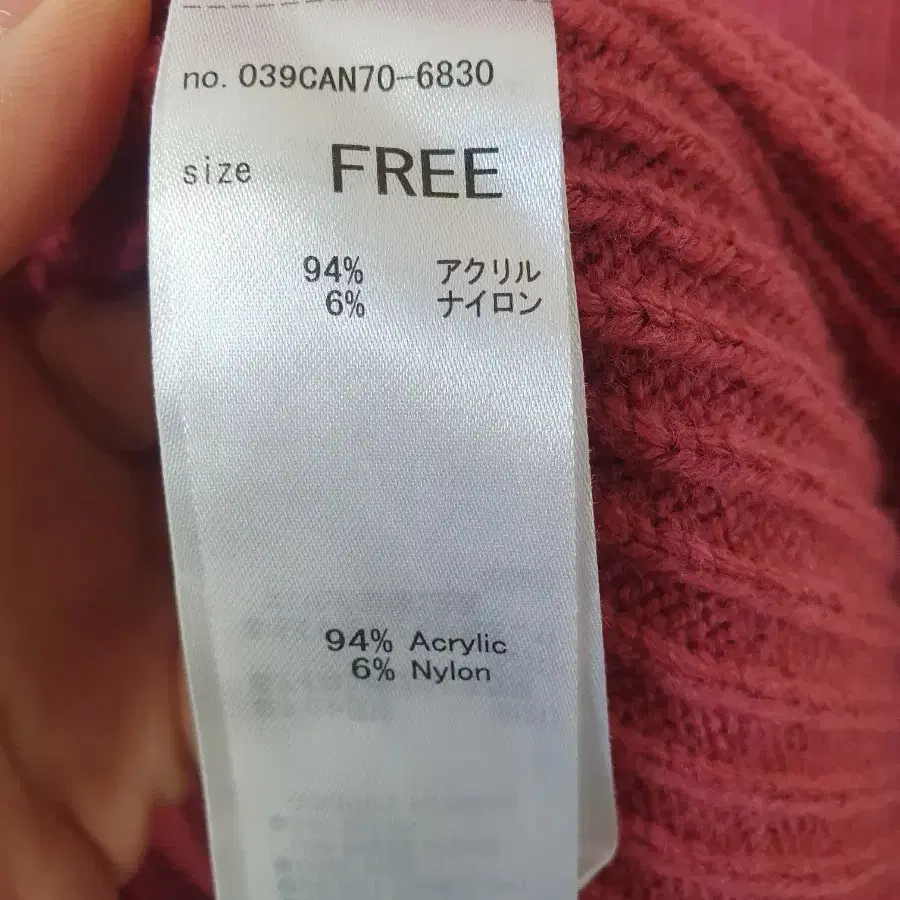 no. 039CAN70-6830
size FREE
94% アクリル
6% ナイロン
94% Acrylic
6% Nylon